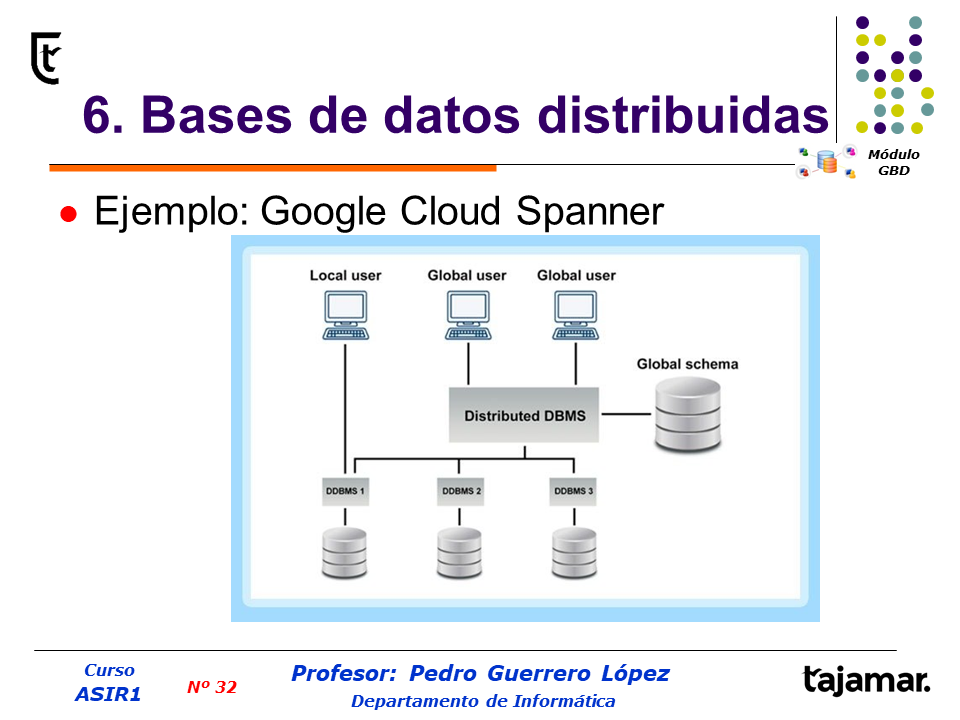 6. Bases de datos distribuidas
Módulo
GBD
Ejemplo: Google Cloud Spanner
Local user
Global user
Global user
Global schema
Distributed DBMS
DDBMS 1
DDBMS 2
DDBMS 3
Curso
ASIR1
Nº 32
Profesor: Pedro Guerrero López
Departamento de Informática
tajamar.